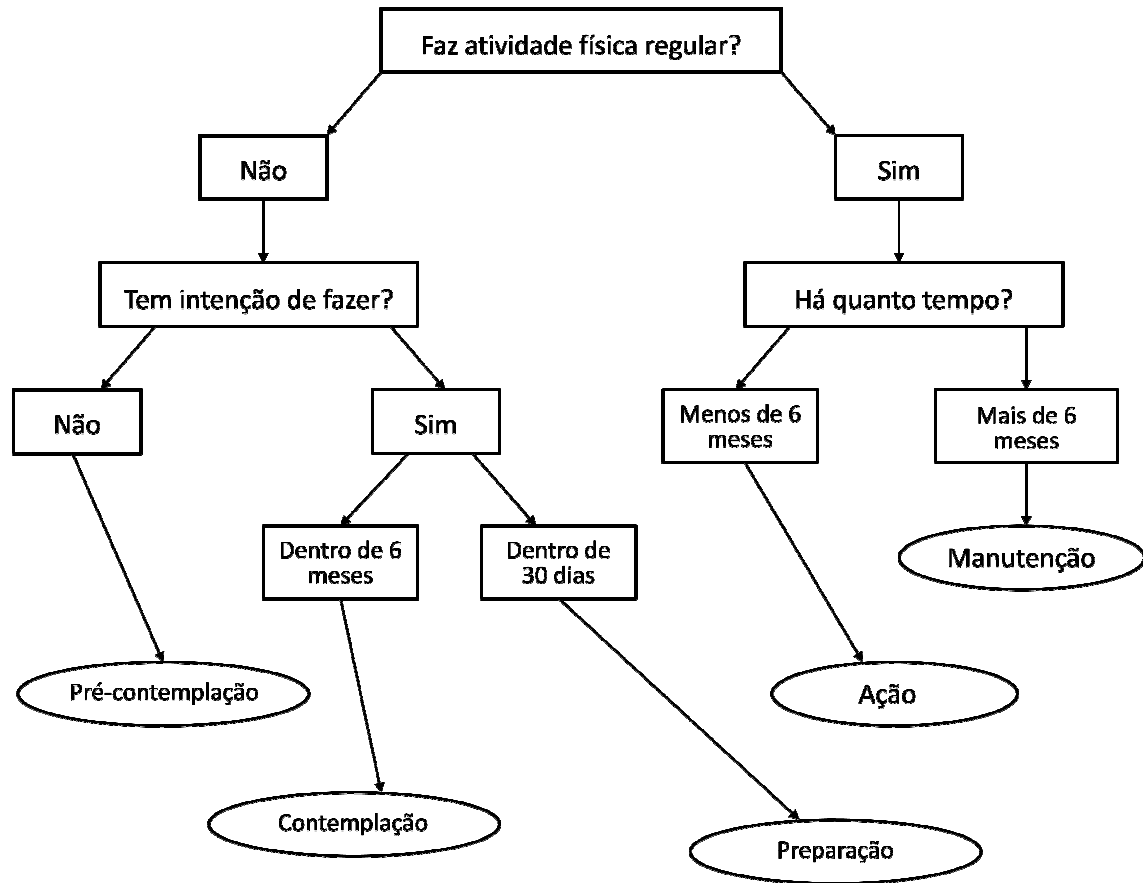 Faz atividade física regular?
Não
Sim
Tem intenção de fazer?
Há quanto tempo?
Não
Sim
Menos de 6
meses
Mais de 6
meses
Dentro de 6
meses
Dentro de
30 dias
Manutenção
Pré-contemplação
Ação
Contemplação
Preparação